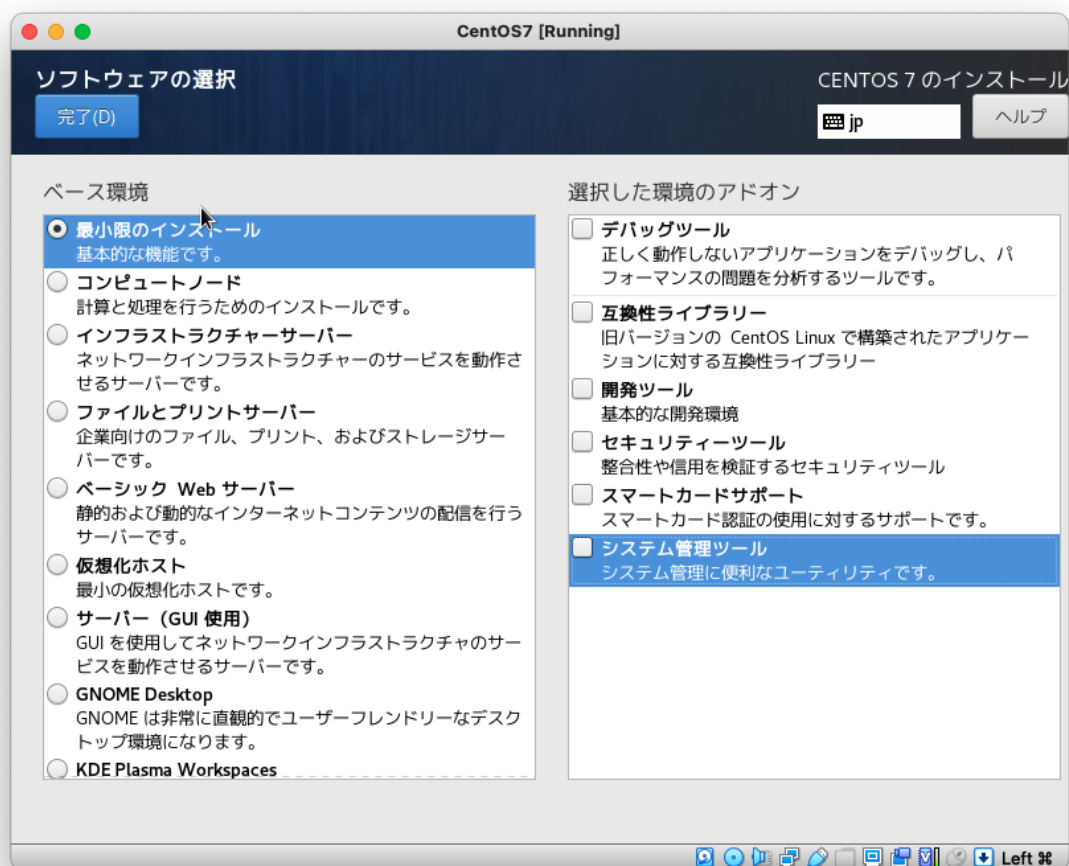 CentOS7 [Running]
ソフトウェアの選択
CENTOS 7 のインストール
完了(D)
jp
ヘルプ
ベース環境
最小限のインストール
基本的な機能です。
コンピュートノード
計算と処理を行うためのインストールです。
インフラストラクチャーサーバー
ネットワークインフラストラクチャーのサービスを動作さ
せるサーバーです。
ファイルとプリントサーバー
企業向けのファイル、プリント、およびストレージサー
バーです。
ベーシック Web サーバー
静的および動的なインターネットコンテンツの配信を行う
サーバーです。
仮想化ホスト
最小の仮想化ホストです。
サーバー（GUI 使用）
GUI を使用してネットワークインフラストラクチャのサー
ビスを動作させるサーバーです。
GNOME Desktop
GNOME は非常に直観的でユーザーフレンドリーなデスク
トップ環境になります。
KDE Plasma Workspaces
選択した環境のアドオン
デバッグツール
正しく動作しないアプリケーションをデバッグし、パ
フォーマンスの問題を分析するツールです。
互換性ライブラリー
旧バージョンの CentOS Linux で構築されたアプリケー
ションに対する互換性ライブラリー
開発ツール
基本的な開発環境
セキュリティーツール
整合性や信用を検証するセキュリティツール
スマートカードサポート
スマートカード認証の使用に対するサポートです。
システム管理ツール
システム管理に便利なユーティリティです。
Left ⌘